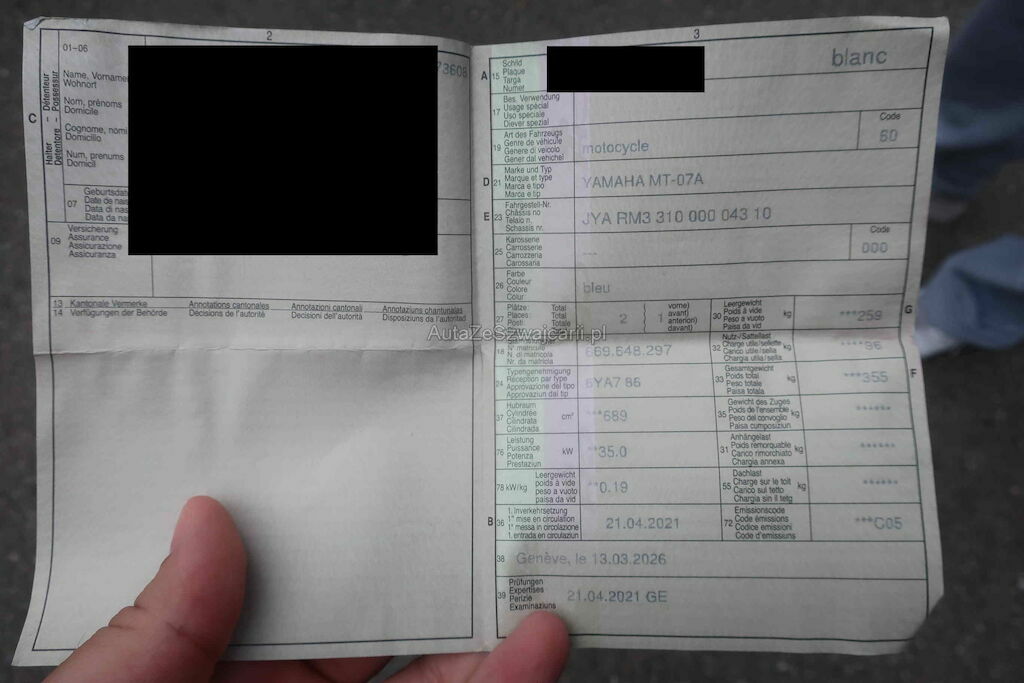 2
01-06
Name, Vorname
Wohnort
Nom, prénoms
Domicile
Cognome, nomi
Domicilio
Num, prenums
Domicil
C
Halter - Détenteur
Detentore - Possessur
73608
07
Geburtsdat
Date de nais
Data di nas
Data da na
09
Versicherung
Assurance
Assicurazione
Assicuranza
13 Kantonale Vermerke Annotations cantonales Annotazioni cantonali Annotaziuns chantunalas
14 Verfügungen der Behörde Décisions de l'autorité Decisioni dell'autorità Disposiziuns da l'autoritad
3
A 15
Schild
Plaque
Targa
Numer
blanc
17
Bes. Verwendung
Usage spécial
Uso speciale
Diever spezial
19
Art des Fahrzeugs
Genre de véhicule
Genere di veicolo
Gener dal vehichel
motocycle
Code
60
D 21
Marke und Typ
Marque et type
Marca e tipo
Marca e tip
YAMAHA MT-07A
E 23
Fahrgestell-Nr.
Châssis no
Telaio n.
Schassis nr.
JYA RM3 310 000 043 10
25
Karosserie
Carrosserie
Carrozzeria
Carossaria
---
Code
000
26
Farbe
Couleur
Colore
Colur
bleu
27
Plätze: Total
Places: Total
Posti: Totale
2
1
vorne)
avant)
anteriori)
davant)
G
30
Leergewicht
Poids à vide
Peso a vuoto
Paisa da vid
kg
***259
18
N° matricule
N. di matricola
Nr. da matricla
669.648.297
32
Nutz-/Sattellast
Charge utile/sellette
Carico utile/sella
Chargia utila/sella
kg
****96
24
Typengenehmigung
Réception par type
Approvazione del tipo
Approvaziun dal tip
6YA7 86
33
Gesamtgewicht
Poids total
Peso totale
Paisa totala
kg
***355
F
37
Hubraum
Cylindrée
Cilindrata
Cilindrada
cm³
***689
35
Gewicht des Zuges
Poids de l'ensemble
Peso del convoglio
Paisa cumposiziun
kg
******
76
Leistung
Puissance
Potenza
Prestaziun
kW
**35.0
31
Anhängelast
Poids remorquable
Carico rimorchiato
Chargia annexa
kg
******
78 kW/kg
Leergewicht
poids à vide
peso a vuoto
paisa da vid
**0.19
55
Dachlast
Charge sur le toit
Carico sul tetto
Chargia sin il tetg
kg
******
B 36
1. Inverkehrsetzung
1re mise en circulation
1a messa in circolazione
1. entrada en circulaziun
21.04.2021
72
Emissionscode
Code émissions
Codice emissioni
Code d'emissiuns
***C05
38
Genève, le 13.03.2026
39
Prüfungen
Expertises
Perizie
Examinaziuns
21.04.2021 GE
AutaZeSzwajcarii.pl